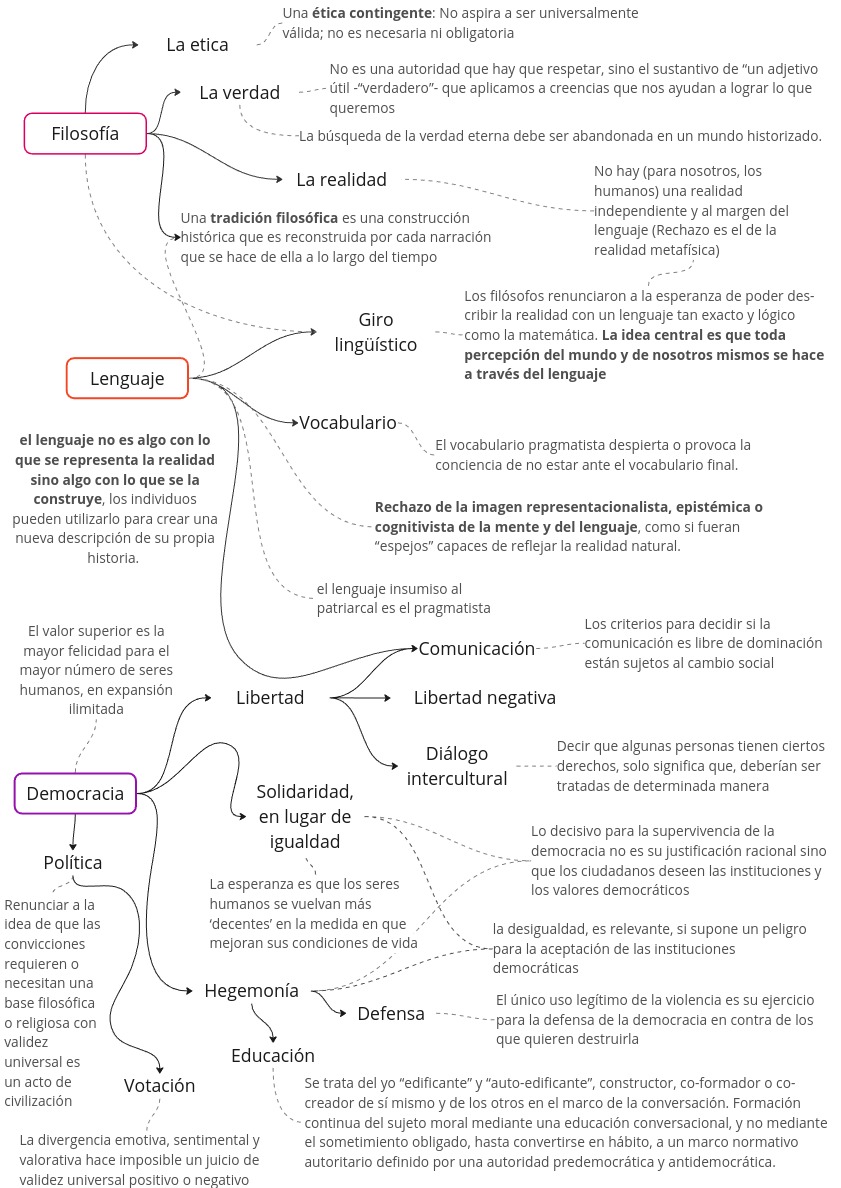 Una ética contingente: No aspira a ser universalmente
válida; no es necesaria ni obligatoria
La etica
No es una autoridad que hay que respetar, sino el sustantivo de “un adjetivo
útil -“verdadero”- que aplicamos a creencias que nos ayudan a lograr lo que
queremos
La verdad
Filosofía
La búsqueda de la verdad eterna debe ser abandonada en un mundo historizado.
La realidad
No hay (para nosotros, los
humanos) una realidad
independiente y al margen del
lenguaje (Rechazo es el de la
realidad metafísica)
Una tradición filosófica es una construcción
histórica que es reconstruida por cada narración
que se hace de ella a lo largo del tiempo
Giro
lingüístico
Los filósofos renunciaron a la esperanza de poder des-
cribir la realidad con un lenguaje tan exacto y lógico
como la matemática. La idea central es que toda
percepción del mundo y de nosotros mismos se hace
a través del lenguaje
Lenguaje
Vocabulario
El vocabulario pragmatista despierta o provoca la
conciencia de no estar ante el vocabulario final.
el lenguaje no es algo con lo
que se representa la realidad
sino algo con lo que se la
construye, los individuos
pueden utilizarlo para crear una
nueva descripción de su propia
historia.
Rechazo de la imagen representacionalista, epistémica o
cognitivista de la mente y del lenguaje, como si fueran
“espejos” capaces de reflejar la realidad natural.
el lenguaje insumiso al
patriarcal es el pragmatista
El valor superior es la
mayor felicidad para el
mayor número de seres
humanos, en expansión
ilimitada
Comunicación
Los criterios para decidir si la
comunicación es libre de dominación
están sujetos al cambio social
Libertad
Libertad negativa
Diálogo
intercultural
Decir que algunas personas tienen ciertos
derechos, solo significa que, deberían ser
tratadas de determinada manera
Democracia
Solidaridad,
en lugar de
igualdad
Lo decisivo para la supervivencia de la
democracia no es su justificación racional sino
que los ciudadanos deseen las instituciones y
los valores democráticos
Política
La esperanza es que los seres
humanos se vuelvan más
‘decentes’ en la medida en que
mejoran sus condiciones de vida
Renunciar a la
idea de que las
convicciones
requieren o
necesitan una
base filosófica
o religiosa con
validez
universal es
un acto de
civilización
la desigualdad, es relevante, si supone un peligro
para la aceptación de las instituciones
democráticas
Hegemonía
Defensa
El único uso legítimo de la violencia es su ejercicio
para la defensa de la democracia en contra de los
que quieren destruirla
Educación
Votación
Se trata del yo “edificante” y “auto-edificante”, constructor, co-formador o co-
creador de sí mismo y de los otros en el marco de la conversación. Formación
continua del sujeto moral mediante una educación conversacional, y no mediante
el sometimiento obligado, hasta convertirse en hábito, a un marco normativo
autoritario definido por una autoridad predemocrática y antidemocrática.
La divergencia emotiva, sentimental y
valorativa hace imposible un juicio de
validez universal positivo o negativo